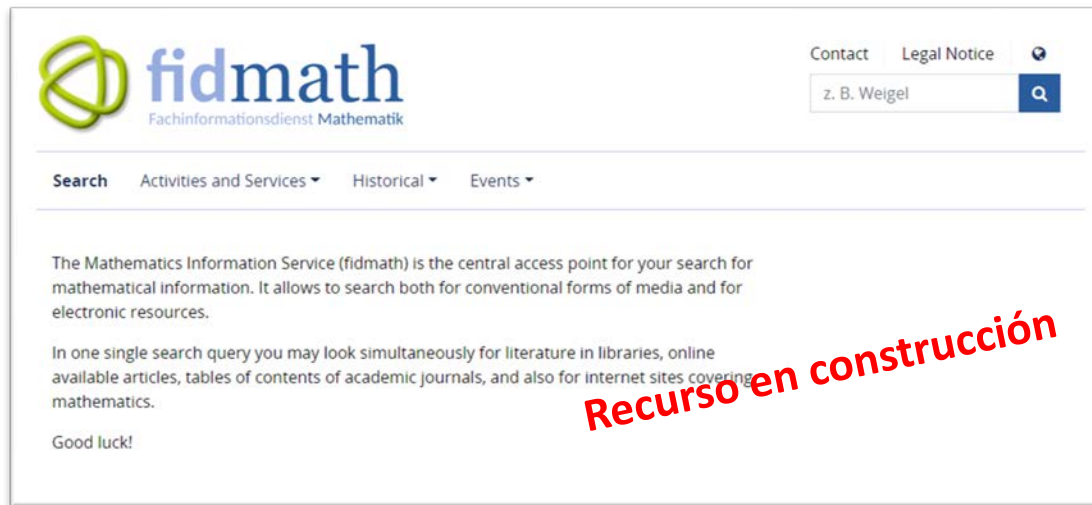 fidmath
Fachinformationsdienst Mathematik
Contact Legal Notice
z. B. Weigel
Search Activities and Services Historical Events
The Mathematics Information Service (fidmath) is the central access point for your search for
mathematical information. It allows to search both for conventional forms of media and for
electronic resources.
In one single search query you may look simultaneously for literature in libraries, online
available articles, tables of contents of academic journals, and also for internet sites covering
mathematics.
Good luck!
Recurso en construcción